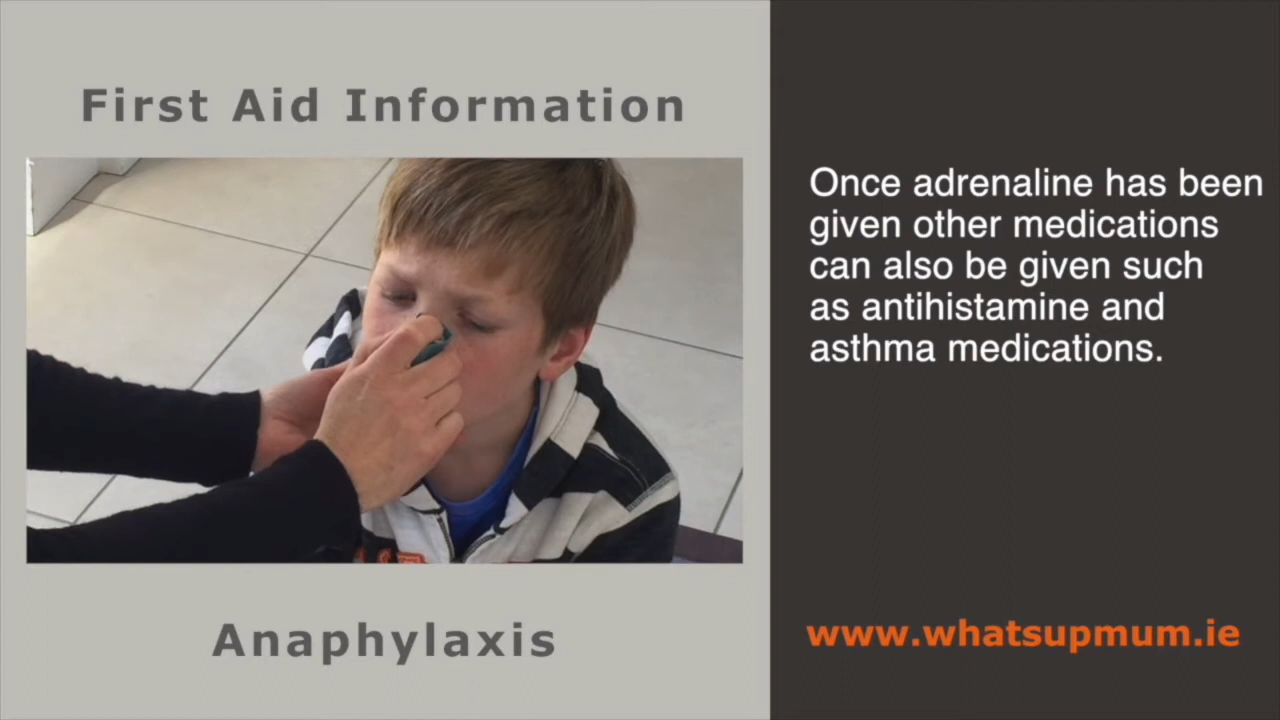 First Aid Information
Once adrenaline has been
given other medications
can also be given such
as antihistamine and
asthma medications.
Anaphylaxis
www.whatsupmum.ie